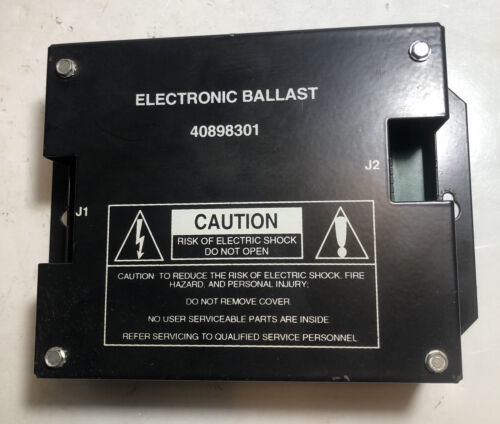 ELECTRONIC BALLAST
40898301
J2
J1
CAUTION
RISK OF ELECTRIC SHOCK
DO NOT OPEN
CAUTION: TO REDUCE THE RISK OF ELECTRIC SHOCK, FIRE
HAZARD, AND PERSONAL INJURY:
DO NOT REMOVE COVER.
NO USER SERVICEABLE PARTS ARE INSIDE.
REFER SERVICING TO QUALIFIED SERVICE PERSONNEL.